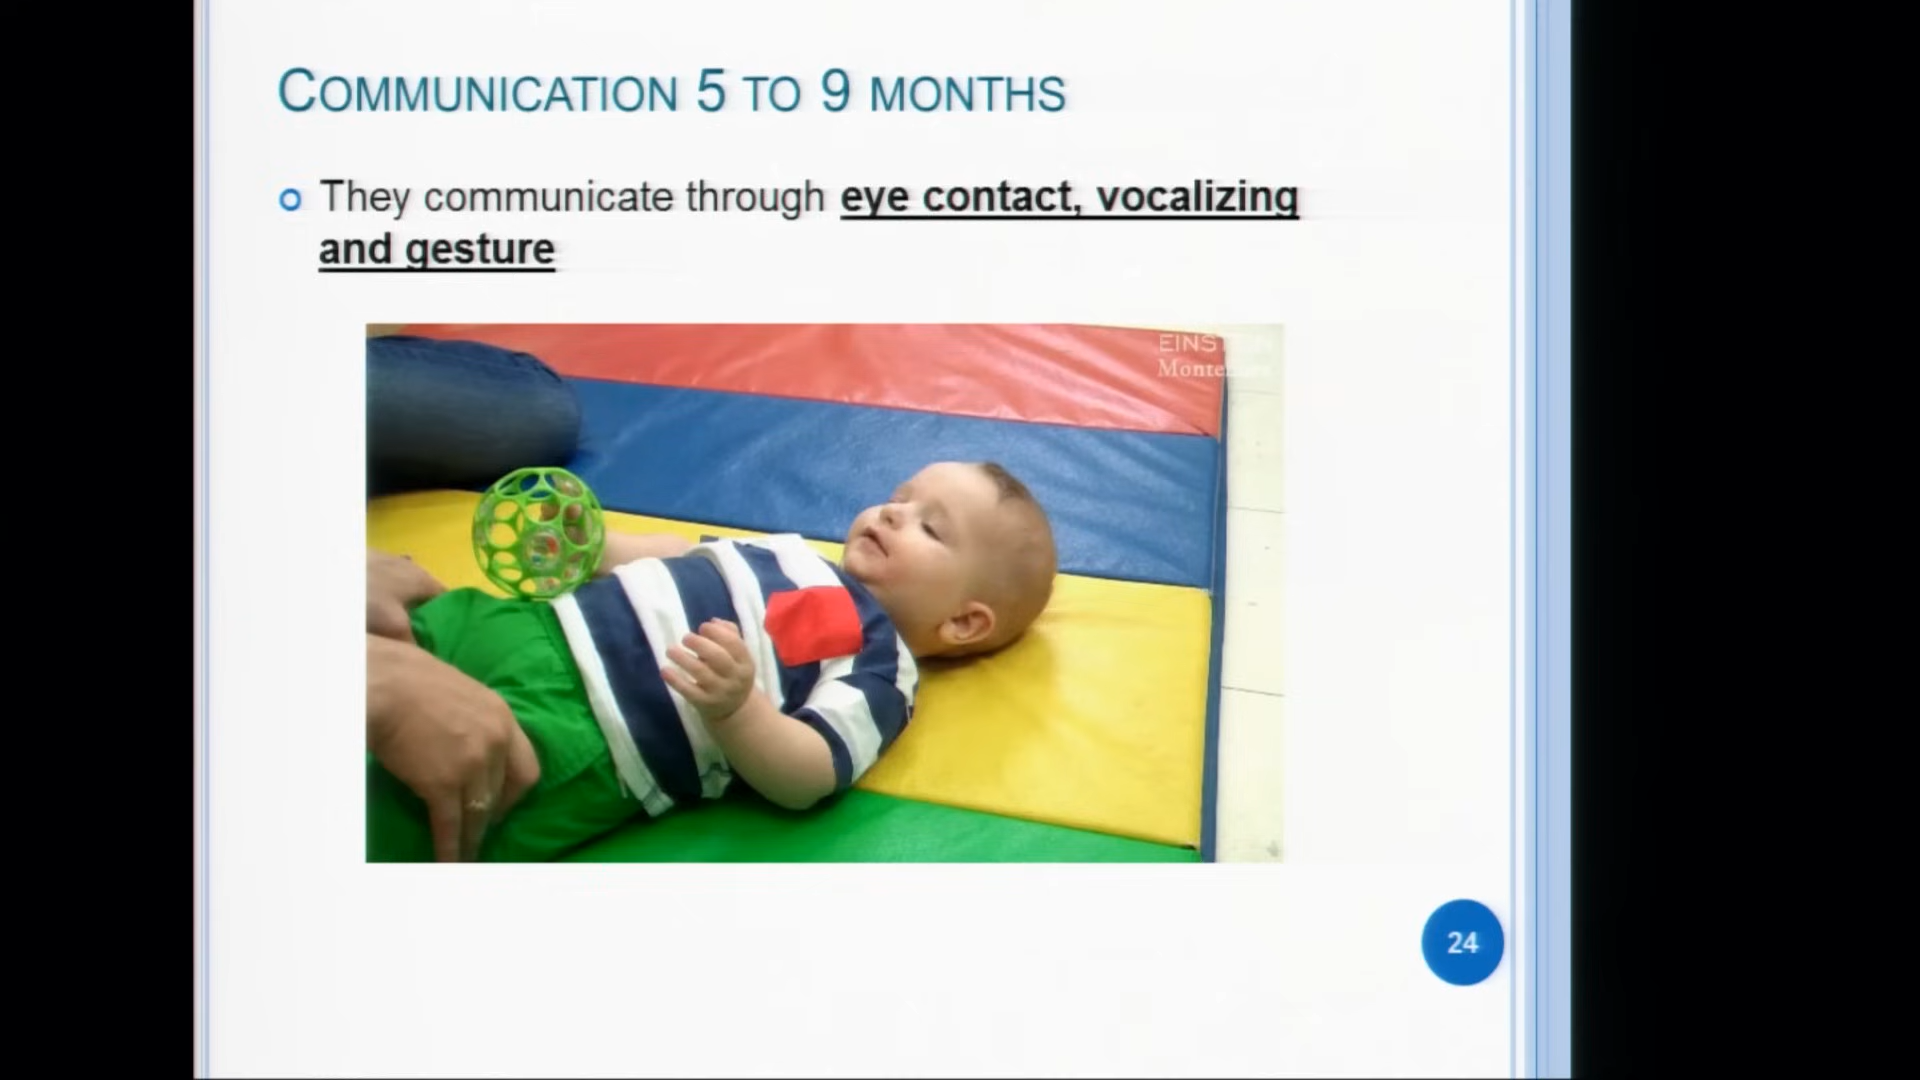 COMMUNICATION 5 TO 9 MONTHS
They communicate through eye contact, vocalizing
and gesture
24